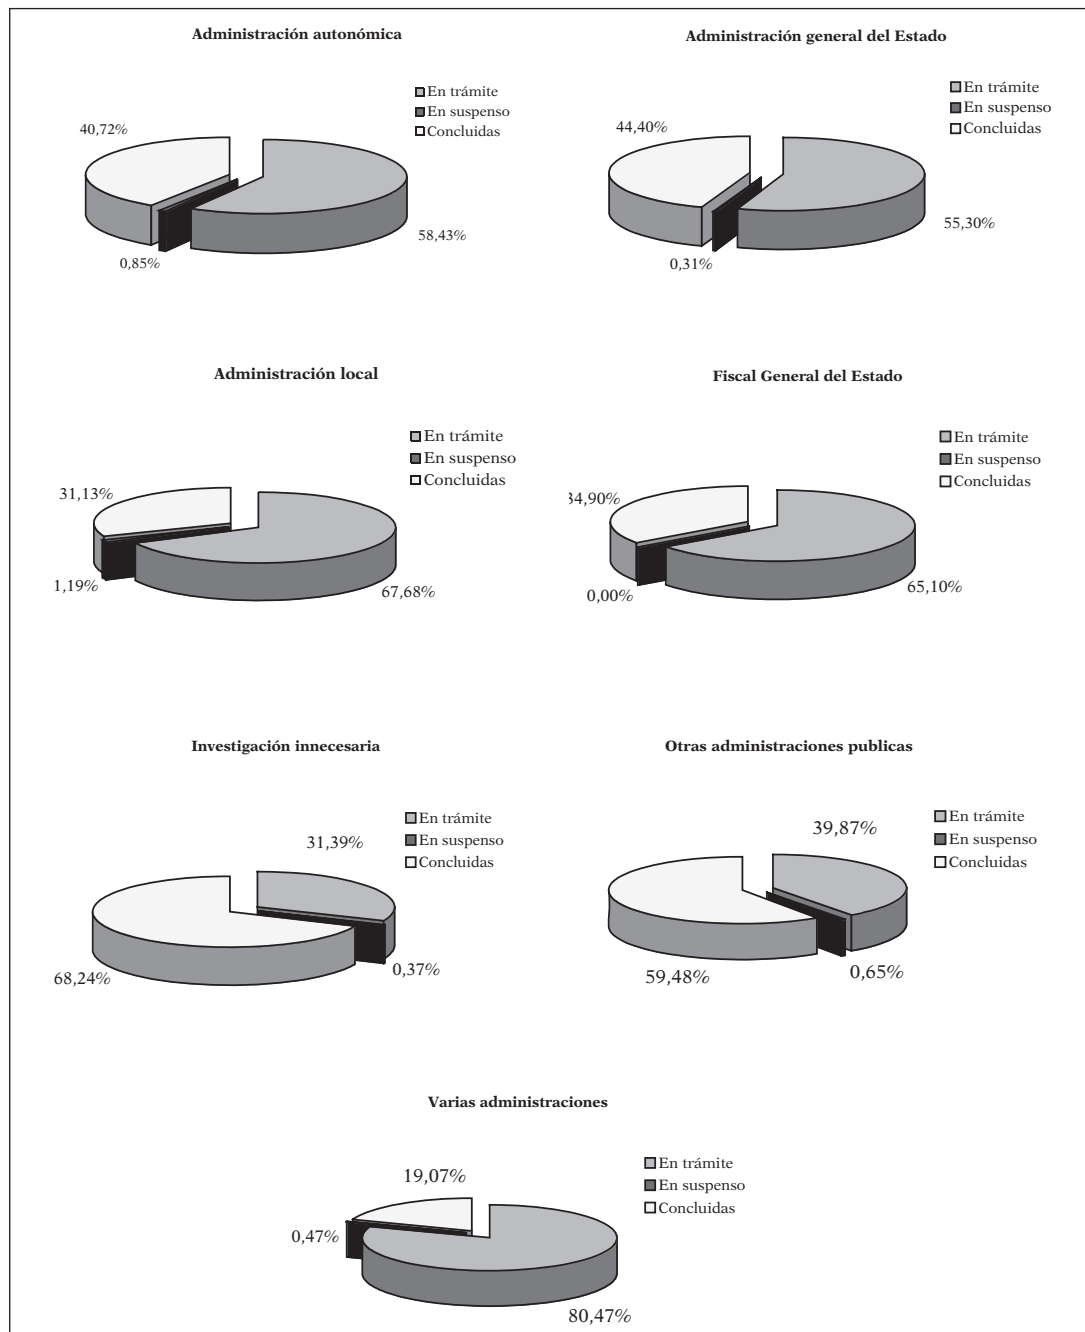 Administración autonómica
En trámite
En suspenso
Concluidas
40,72%
58,43%
0,85%
Administración general del Estado
En trámite
En suspenso
Concluidas
44,40%
55,30%
0,31%
Administración local
En trámite
En suspenso
Concluidas
31,13%
1,19%
67,68%
Fiscal General del Estado
En trámite
En suspenso
Concluidas
34,90%
0,00%
65,10%
Investigación innecesaria
En trámite
En suspenso
Concluidas
31,39%
68,24%
0,37%
Otras administraciones publicas
En trámite
En suspenso
Concluidas
39,87%
59,48%
0,65%
Varias administraciones
En trámite
En suspenso
Concluidas
19,07%
0,47%
80,47%